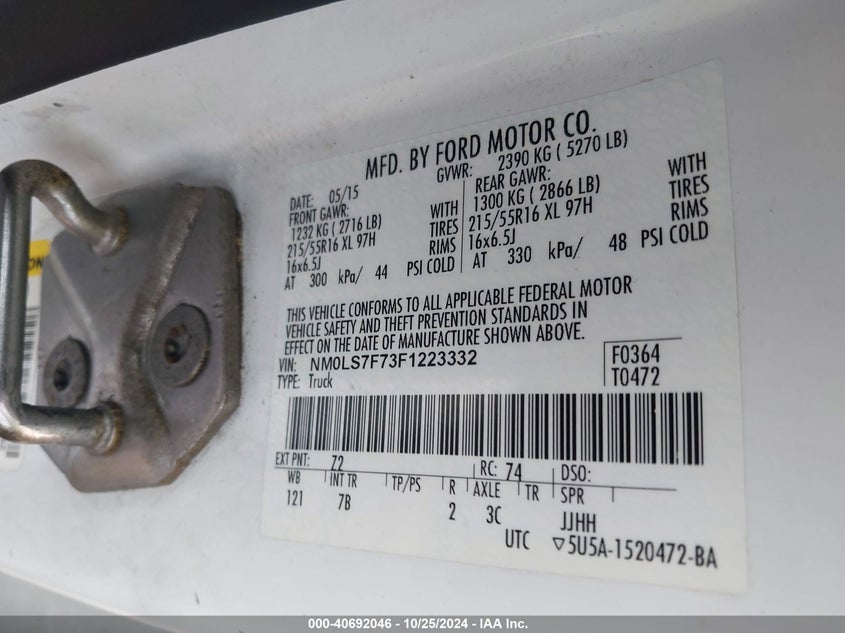 MFD. BY FORD MOTOR CO.
DATE: 05/15 GVWR: 2390 KG ( 5270 LB)
FRONT GAWR: REAR GAWR: WITH
1232 KG ( 2716 LB) WITH 1300 KG ( 2866 LB) TIRES
215/55R16 XL 97H TIRES 215/55R16 XL 97H RIMS
16x6.5J RIMS 16x6.5J
AT 300 kPa/ 44 PSI COLD AT 330 kPa/ 48 PSI COLD
THIS VEHICLE CONFORMS TO ALL APPLICABLE FEDERAL MOTOR
VEHICLE SAFETY AND THEFT PREVENTION STANDARDS IN
EFFECT ON THE DATE OF MANUFACTURE SHOWN ABOVE.
VIN: NM0LS7F73F1223332 F0364
TYPE: Truck T0472
EXT PNT: Z2 RC: 74 DSO:
WB INT TR TP/PS R AXLE TR SPR
121 7B 2 3C JJHH
UTC ▽5U5A-1520472-BA
000-40692046 - 10/25/2024 - IAA Inc.